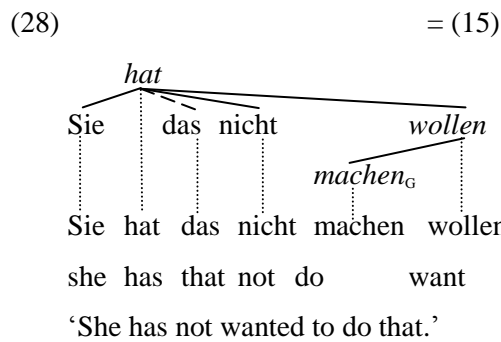 (28) = (15)
hat
Sie das nicht wollen
machenG
Sie hat das nicht machen wollen
she has that not do want
‘She has not wanted to do that.’